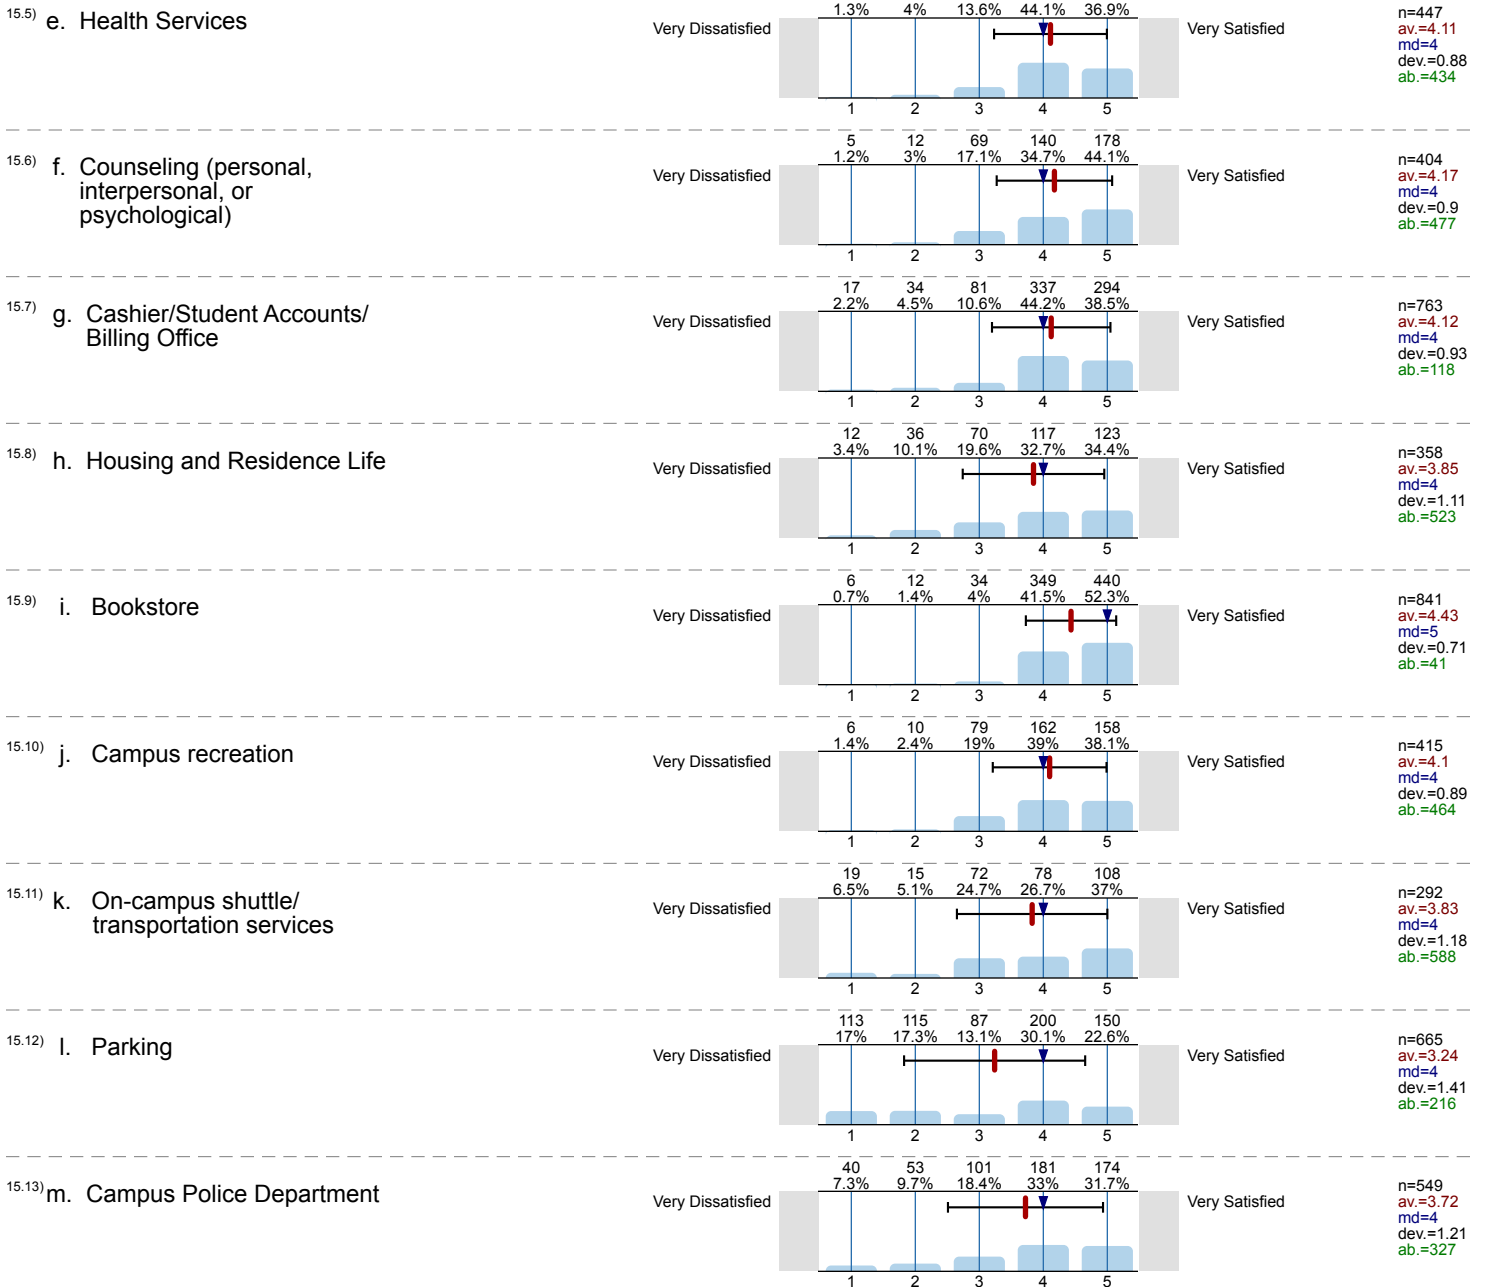 15.5) e. Health Services
Very Dissatisfied
1.3% 4% 13.6% 44.1% 36.9%
1 2 3 4 5
Very Satisfied
n=447
av.=4.11
md=4
dev.=0.88
ab.=434
15.6) f. Counseling (personal,
interpersonal, or
psychological)
Very Dissatisfied
5 12 69 140 178
1.2% 3% 17.1% 34.7% 44.1%
1 2 3 4 5
Very Satisfied
n=404
av.=4.17
md=4
dev.=0.9
ab.=477
15.7) g. Cashier/Student Accounts/
Billing Office
Very Dissatisfied
17 34 81 337 294
2.2% 4.5% 10.6% 44.2% 38.5%
1 2 3 4 5
Very Satisfied
n=763
av.=4.12
md=4
dev.=0.93
ab.=118
15.8) h. Housing and Residence Life
Very Dissatisfied
12 36 70 117 123
3.4% 10.1% 19.6% 32.7% 34.4%
1 2 3 4 5
Very Satisfied
n=358
av.=3.85
md=4
dev.=1.11
ab.=523
15.9) i. Bookstore
Very Dissatisfied
6 12 34 349 440
0.7% 1.4% 4% 41.5% 52.3%
1 2 3 4 5
Very Satisfied
n=841
av.=4.43
md=5
dev.=0.71
ab.=41
15.10) j. Campus recreation
Very Dissatisfied
6 10 79 162 158
1.4% 2.4% 19% 39% 38.1%
1 2 3 4 5
Very Satisfied
n=415
av.=4.1
md=4
dev.=0.89
ab.=464
15.11) k. On-campus shuttle/
transportation services
Very Dissatisfied
19 15 72 78 108
6.5% 5.1% 24.7% 26.7% 37%
1 2 3 4 5
Very Satisfied
n=292
av.=3.83
md=4
dev.=1.18
ab.=588
15.12) l. Parking
Very Dissatisfied
113 115 87 200 150
17% 17.3% 13.1% 30.1% 22.6%
1 2 3 4 5
Very Satisfied
n=665
av.=3.24
md=4
dev.=1.41
ab.=216
15.13) m. Campus Police Department
Very Dissatisfied
40 53 101 181 174
7.3% 9.7% 18.4% 33% 31.7%
1 2 3 4 5
Very Satisfied
n=549
av.=3.72
md=4
dev.=1.21
ab.=327